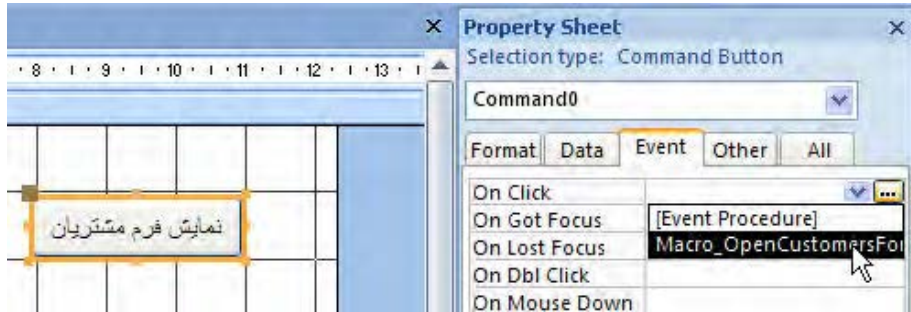 Property Sheet
Selection type: Command Button
Command0
Format Data Event Other All
On Click
On Got Focus
On Lost Focus
On Dbl Click
On Mouse Down
[Event Procedure]
Macro_OpenCustomersFor
8 9 10 11 12 13
نمایش فرم مشتریان